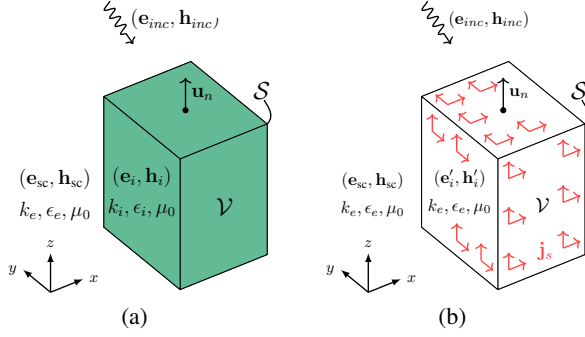 (e_inc, h_inc)
u_n
S
(e_sc, h_sc)
k_e, ϵ_e, μ_0
(e_i, h_i)
k_i, ϵ_i, μ_0
V
z
y
x
(a)
(e_inc, h_inc)
u_n
S
(e_sc, h_sc)
k_e, ϵ_e, μ_0
(e′_i, h′_i)
k_e, ϵ_e, μ_0
V
j_s
z
y
x
(b)